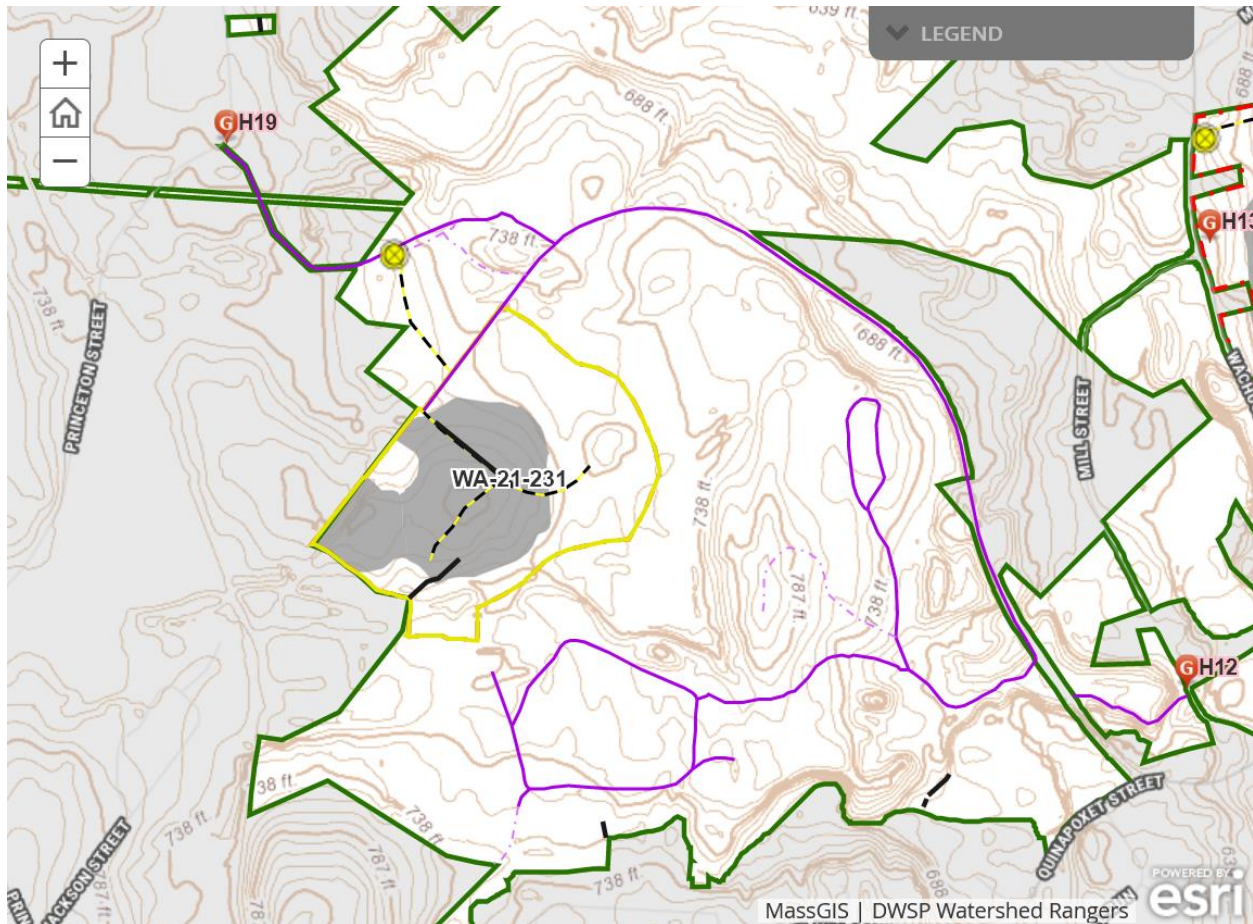 639 ft.
LEGEND
+
−
688 ft.
688 ft.
G H19
G H13
738 ft.
738 ft.
688 ft.
PRINCETON STREET
MILL STREET
WA-21-231
738 ft.
787 ft.
738 ft.
G H12
38 ft.
738 ft.
787 ft.
738 ft.
688
JACKSON STREET
QUINAPOXET STREET
MassGIS | DWSP Watershed Rangers
POWERED BY
esri